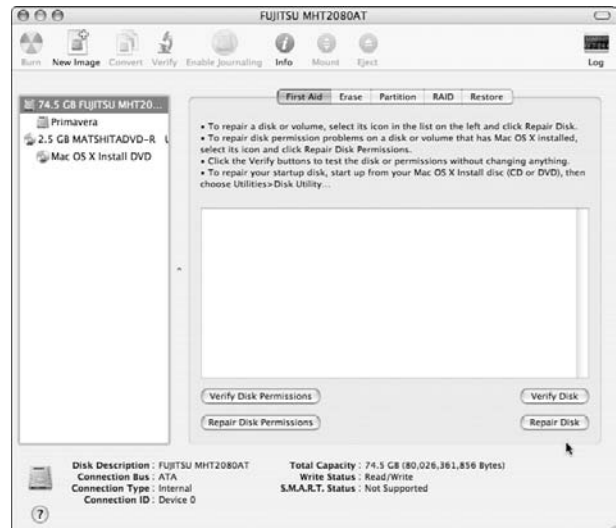 FUJITSU MHT2080AT
Burn New Image Convert Verify Enable Journaling Info Mount Eject Log
74.5 GB FUJITSU MHT20...
Primavera
2.5 GB MATSHITADVD-R
Mac OS X Install DVD
First Aid Erase Partition RAID Restore
• To repair a disk or volume, select its icon in the list on the left and click Repair Disk.
• To repair disk permission problems on a disk or volume that has Mac OS X installed,
select its icon and click Repair Disk Permissions.
• Click the Verify buttons to test the disk or permissions without changing anything.
• To repair your startup disk, start up from your Mac OS X Install disc (CD or DVD), then
choose Utilities>Disk Utility...
Verify Disk Permissions Verify Disk
Repair Disk Permissions Repair Disk
Disk Description : FUJITSU MHT2080AT
Connection Bus : ATA
Connection Type : Internal
Connection ID : Device 0
Total Capacity : 74.5 GB (80,026,361,856 Bytes)
Write Status : Read/Write
S.M.A.R.T. Status : Not Supported
?